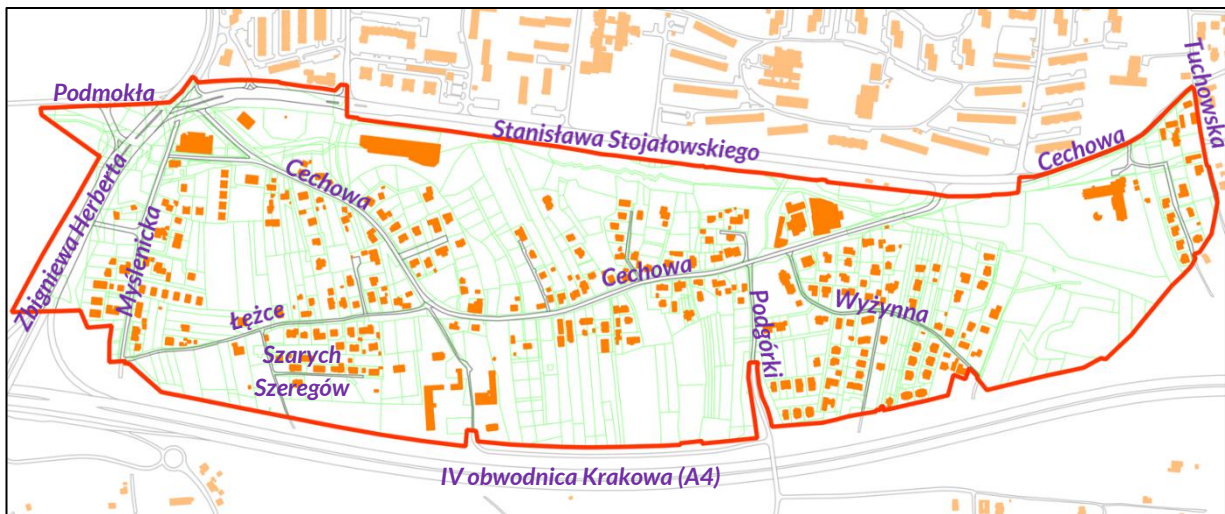 Podmokła
Tuchowska
Stanisława Stojałowskiego
Cechowa
Cechowa
Zbigniewa Herberta
Myślenicka
Cechowa
Łężce
Podgórki
Wyżynna
Szarych
Szeregów
IV obwodnica Krakowa (A4)